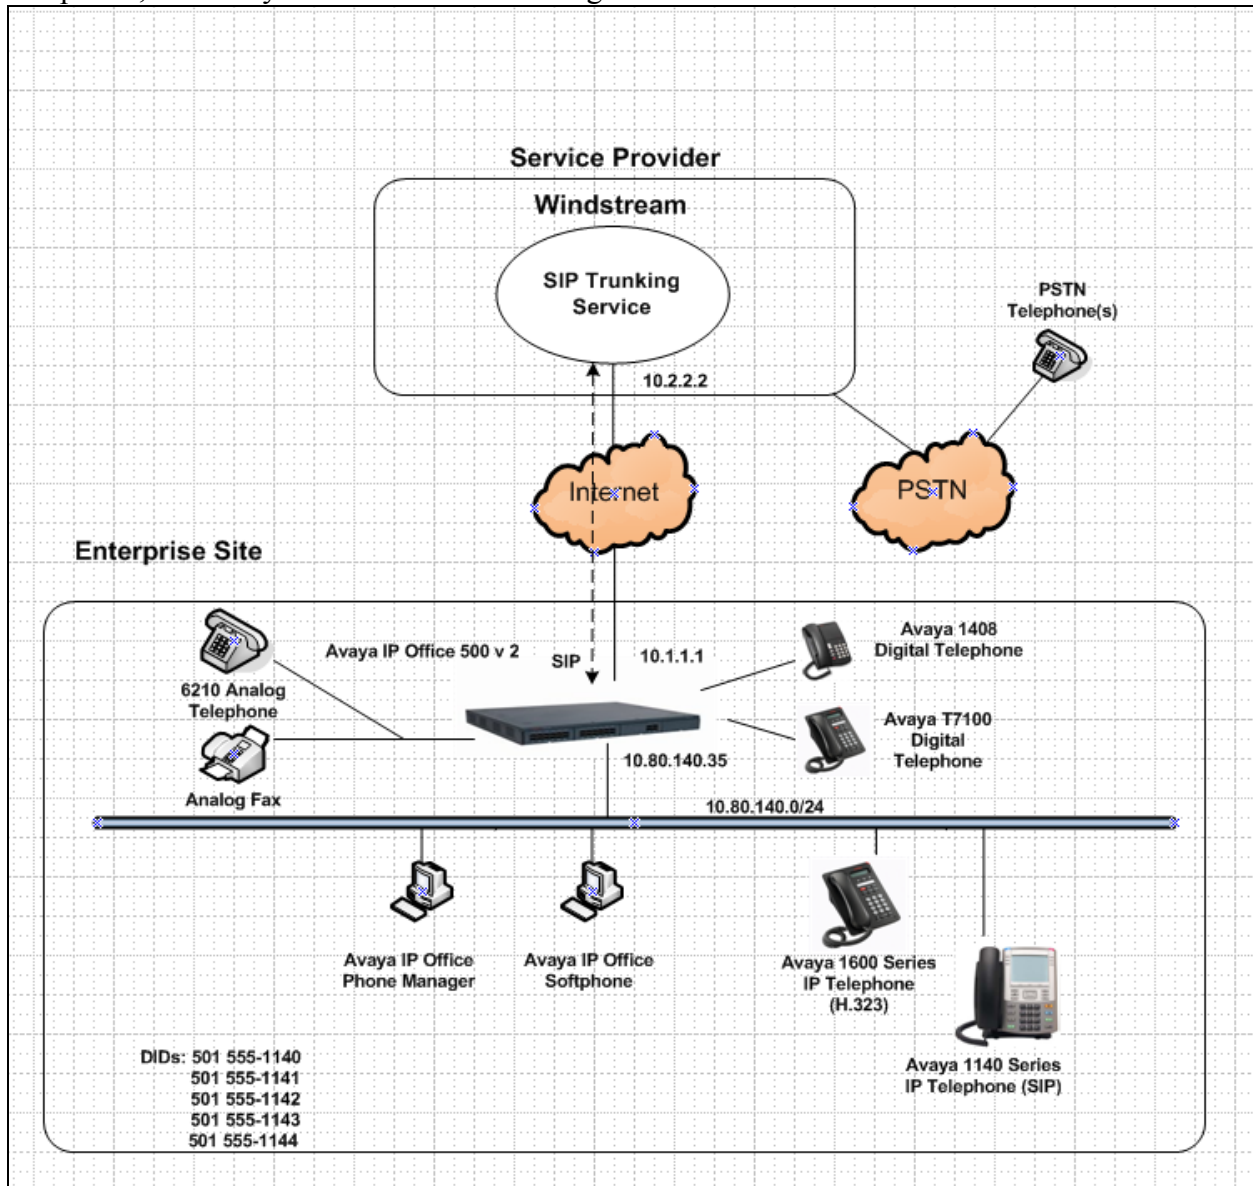 Service Provider
Windstream
SIP Trunking
Service
PSTN
Telephone(s)
10.2.2.2
Internet
PSTN
Enterprise Site
Avaya IP Office 500 v 2
SIP
10.1.1.1
Avaya 1408
Digital Telephone
6210 Analog
Telephone
Avaya T7100
Digital
Telephone
10.80.140.35
Analog Fax
10.80.140.0/24
Avaya IP Office
Phone Manager
Avaya IP Office
Softphone
Avaya 1600 Series
IP Telephone
(H.323)
Avaya 1140 Series
IP Telephone (SIP)
DIDs: 501 555-1140
501 555-1141
501 555-1142
501 555-1143
501 555-1144